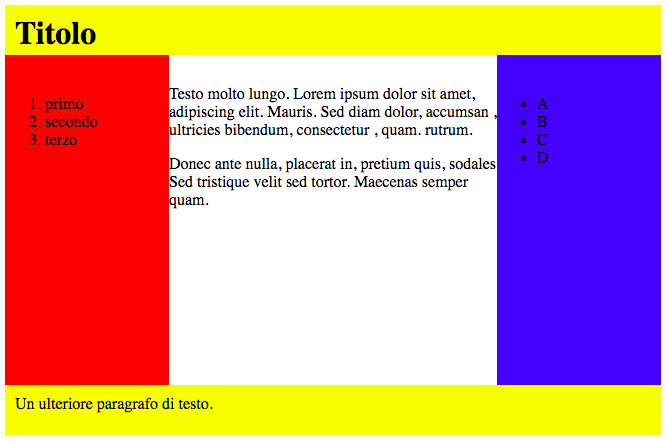 Titolo
1. primo
2. secondo
3. terzo
Testo molto lungo. Lorem ipsum dolor sit amet,
adipiscing elit. Mauris. Sed diam dolor, accumsan ,
ultricies bibendum, consectetur , quam. rutrum.
Donec ante nulla, placerat in, pretium quis, sodales
Sed tristique velit sed tortor. Maecenas semper
quam.
• A
• B
• C
• D
Un ulteriore paragrafo di testo.